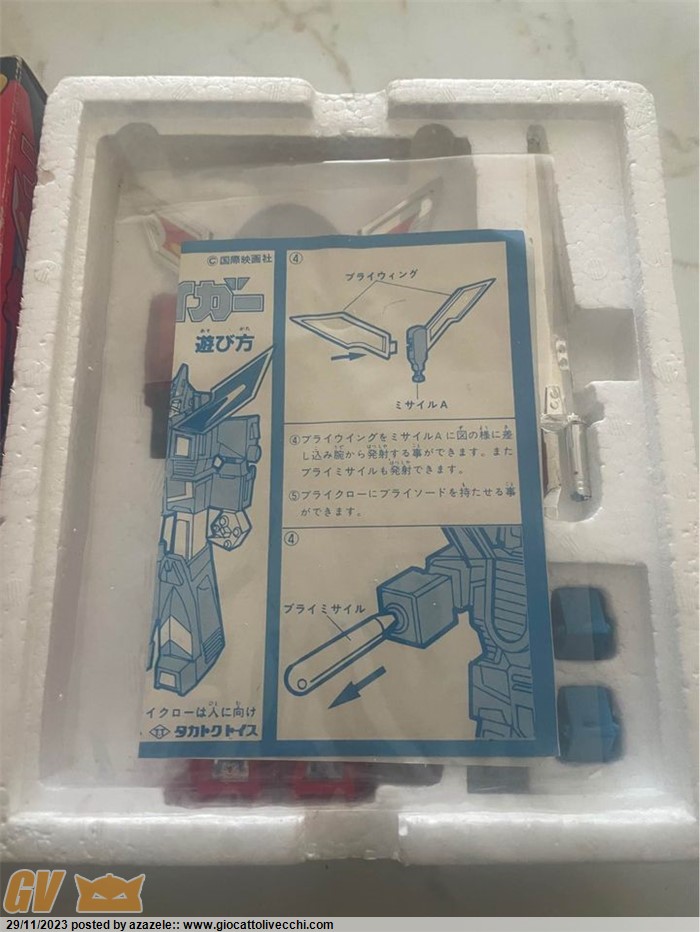 ©国際映画社
イガー
遊び方
あそ かた
イクローは人に向け
タカトクトイス
④
ブライウィング
ミサイルA
④ブライウイングをミサイルAに図の様に差
し込み腕から発射する事ができます。また
ブライミサイルも発射できます。
⑤ブライクローにブライソードを持たせる事
ができます。
④
ブライミサイル
GV
29/11/2023 posted by azazele:: www.giocattolivecchi.com